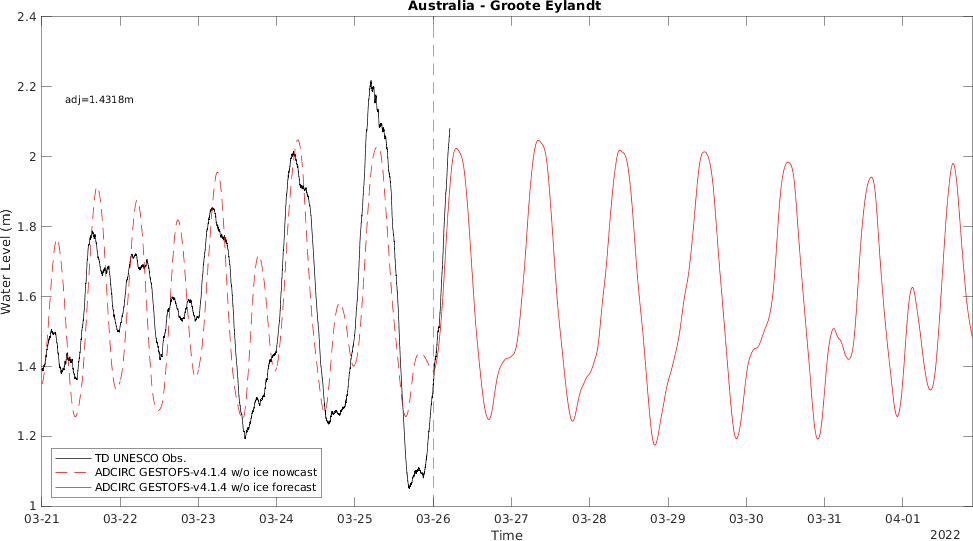 Australia - Groote Eylandt
2.4
2.2
2
1.8
1.6
1.4
1.2
1
Water Level (m)
adj=1.4318m
TD UNESCO Obs.
ADCIRC GESTOFS-v4.1.4 w/o ice nowcast
ADCIRC GESTOFS-v4.1.4 w/o ice forecast
03-21 03-22 03-23 03-24 03-25 03-26 03-27 03-28 03-29 03-30 03-31 04-01
Time
2022